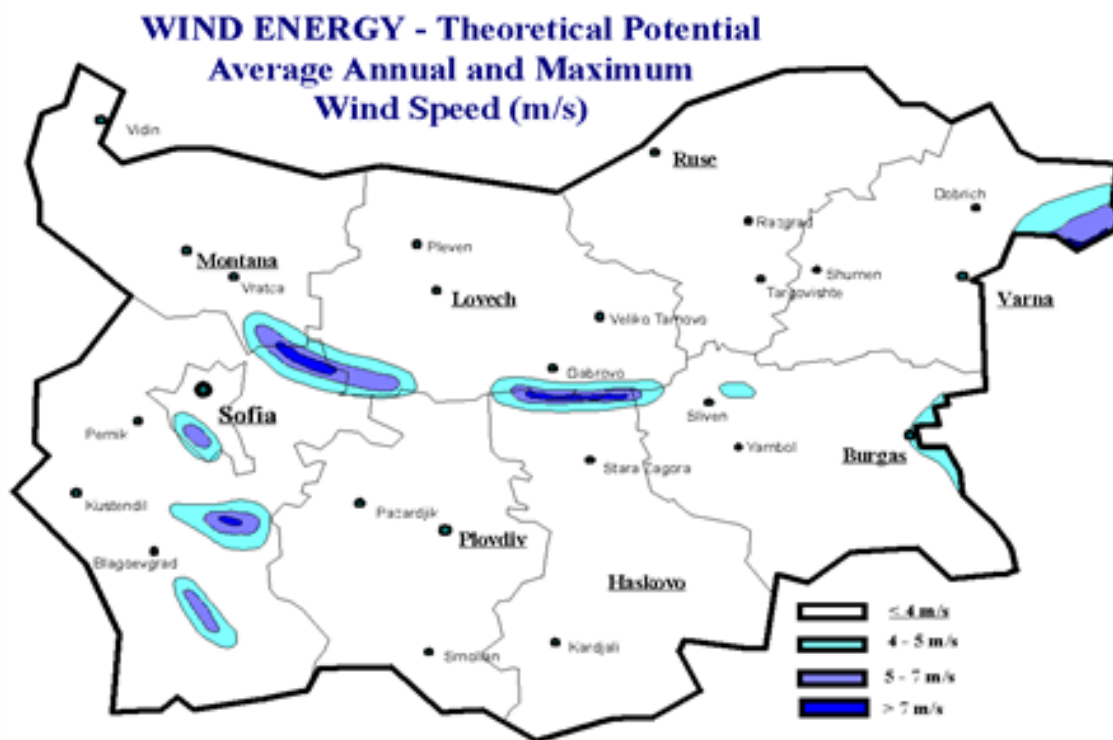 WIND ENERGY - Theoretical Potential
Average Annual and Maximum
Wind Speed (m/s)
Vidin
Ruse
Dobrich
Razgrad
Pleven
Montana
Shumen
Vratca
Targovishte
Lovech
Varna
Veliko Tarnovo
Gabrovo
Sofia
Sliven
Pernik
Yambol
Burgas
Stara Zagora
Kustendil
Pazardjik
Plovdiv
Blagoevgrad
Haskovo
Smolian
Kardjali
≤ 4 m/s
4 - 5 m/s
5 - 7 m/s
> 7 m/s